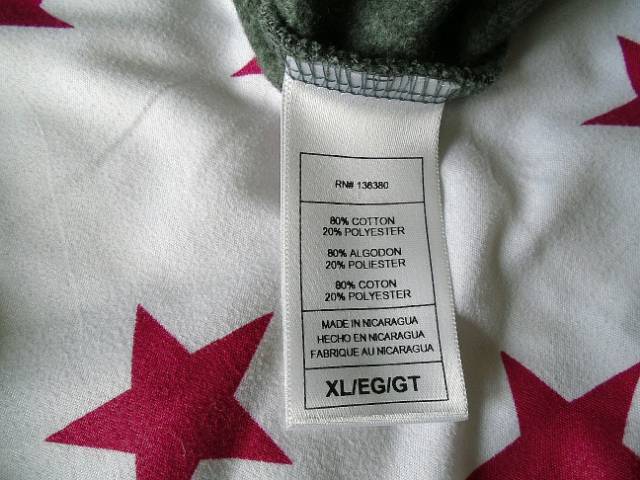 RN# 136380
80% COTTON
20% POLYESTER
80% ALGODON
20% POLIESTER
80% COTON
20% POLYESTER
MADE IN NICARAGUA
HECHO EN NICARAGUA
FABRIQUE AU NICARAGUA
XL/EG/GT